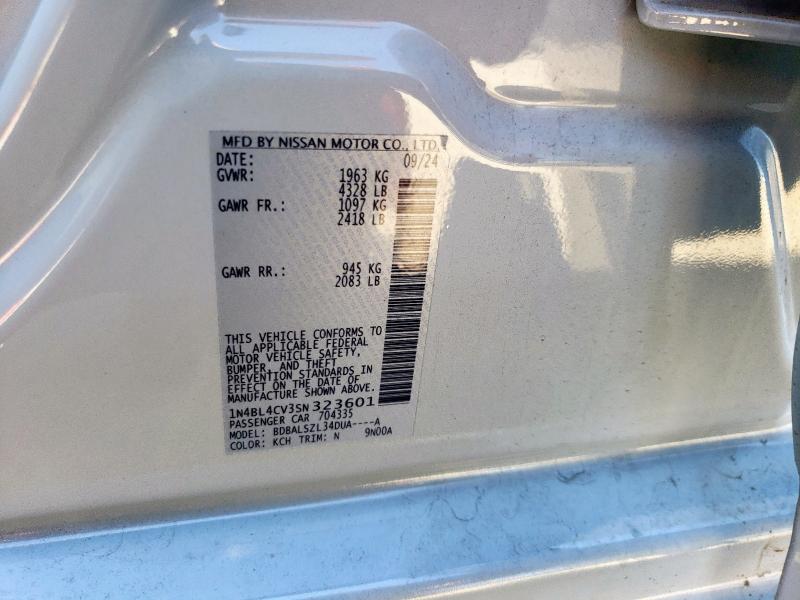 MFD BY NISSAN MOTOR CO., LTD.
DATE: 09/24
GVWR: 1963 KG
4328 LB
GAWR FR.: 1097 KG
2418 LB
GAWR RR.: 945 KG
2083 LB
THIS VEHICLE CONFORMS TO
ALL APPLICABLE FEDERAL
MOTOR VEHICLE SAFETY,
BUMPER, AND THEFT
PREVENTION STANDARDS IN
EFFECT ON THE DATE OF
MANUFACTURE SHOWN ABOVE.
1N4BL4CV3SN 323601
PASSENGER CAR 704335
MODEL: BDBALSZL34DUA----A
COLOR: KCH TRIM: N 9N00A